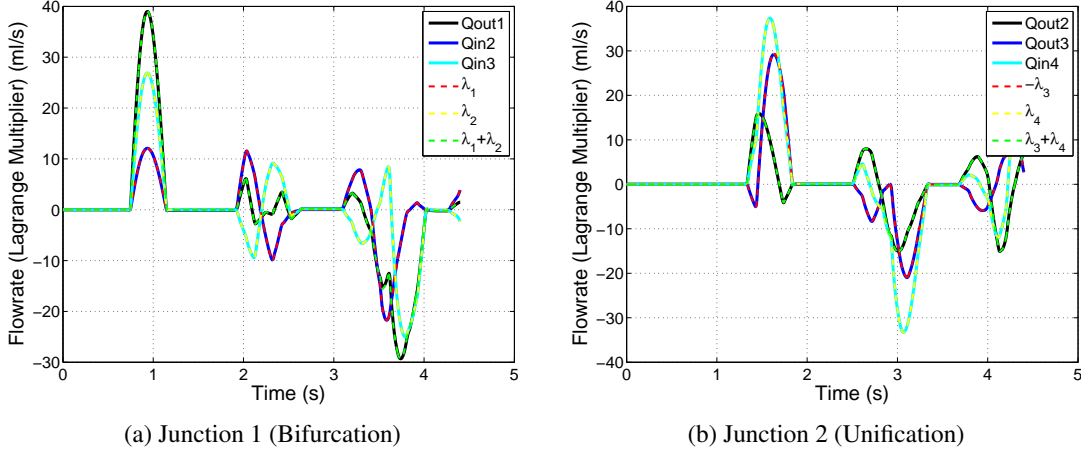 40
30
20
10
0
−10
−20
−30
Flowrate (Lagrange Multiplier) (ml/s)
0 1 2 3 4 5
Time (s)
Qout1
Qin2
Qin3
λ1
λ2
λ1+λ2
(a) Junction 1 (Bifurcation)
40
30
20
10
0
−10
−20
−30
−40
Flowrate (Lagrange Multiplier) (ml/s)
0 1 2 3 4 5
Time (s)
Qout2
Qout3
Qin4
−λ3
λ4
λ3+λ4
(b) Junction 2 (Unification)